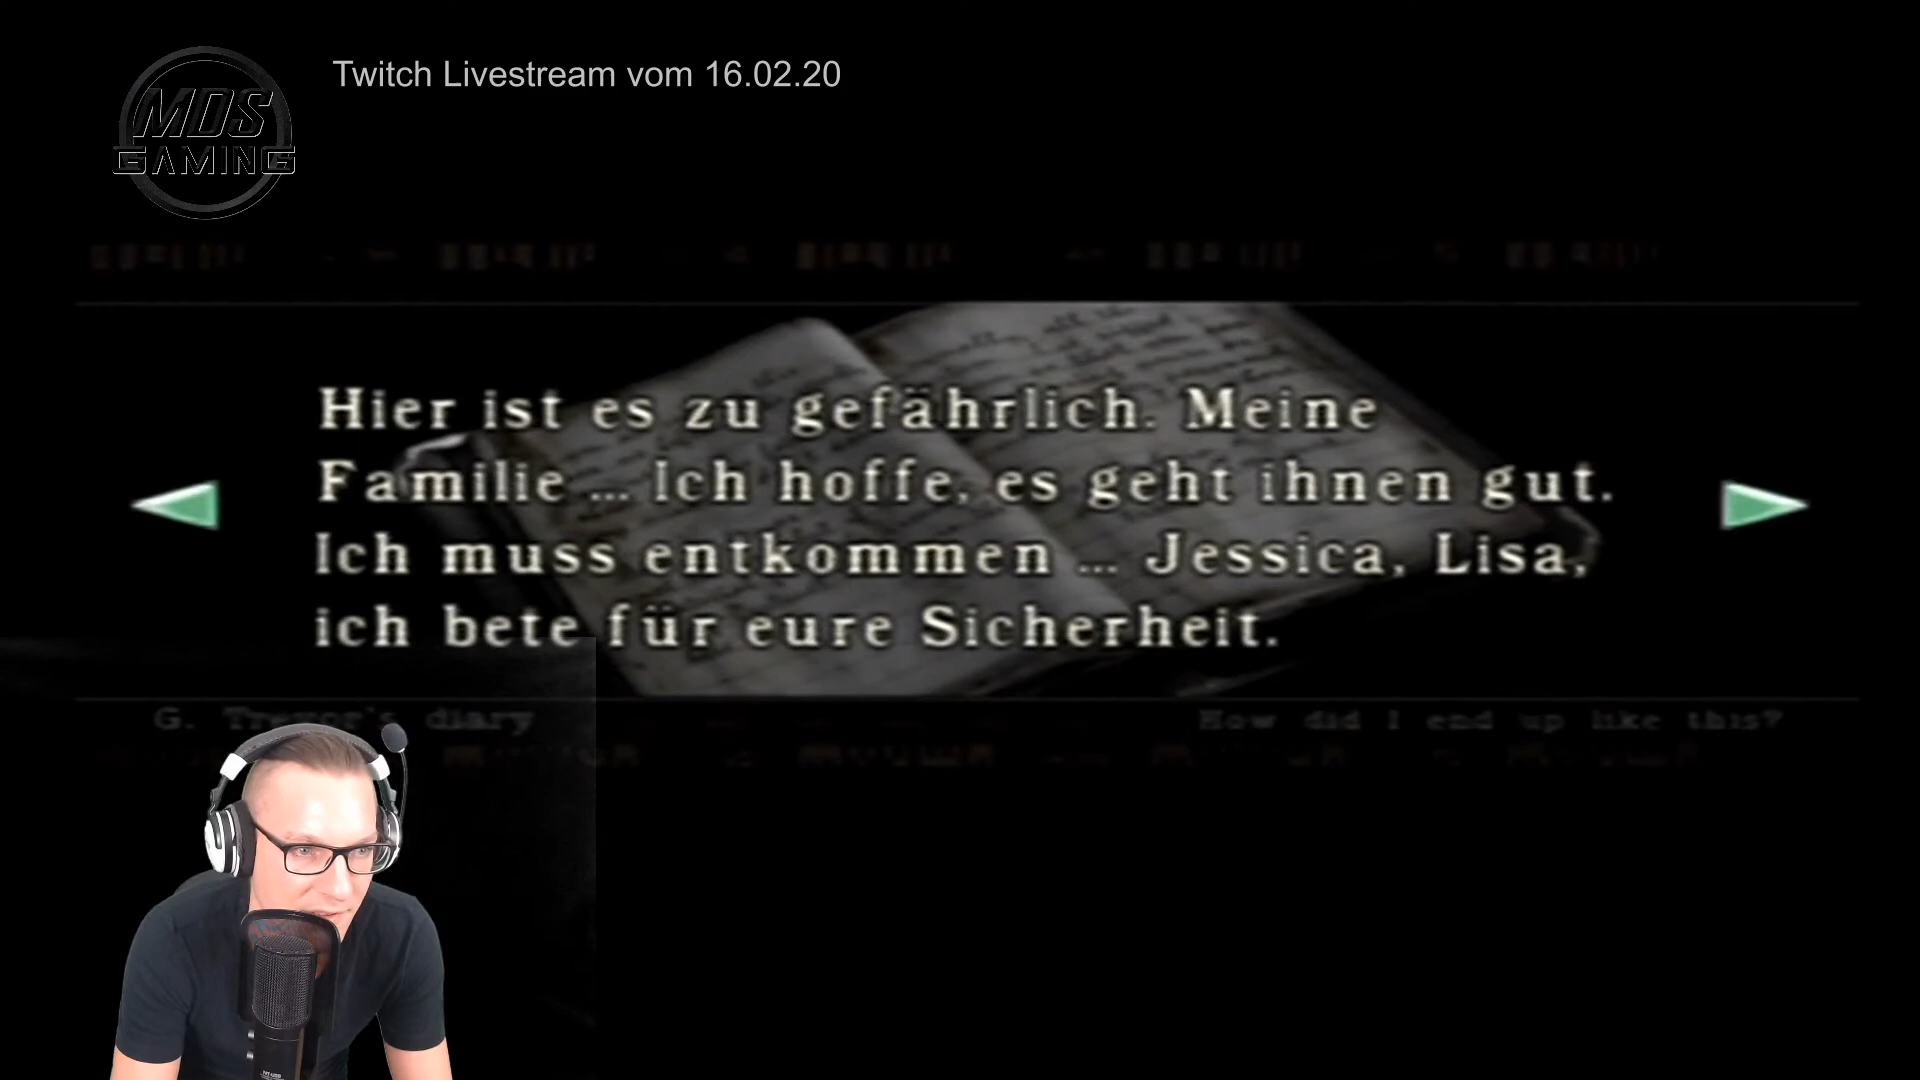 MDS
GAMING
Twitch Livestream vom 16.02.20
Hier ist es zu gefährlich. Meine
Familie ... Ich hoffe, es geht ihnen gut.
Ich muss entkommen ... Jessica, Lisa,
ich bete für eure Sicherheit.
G. Trevor's diary
How did I end up like this?